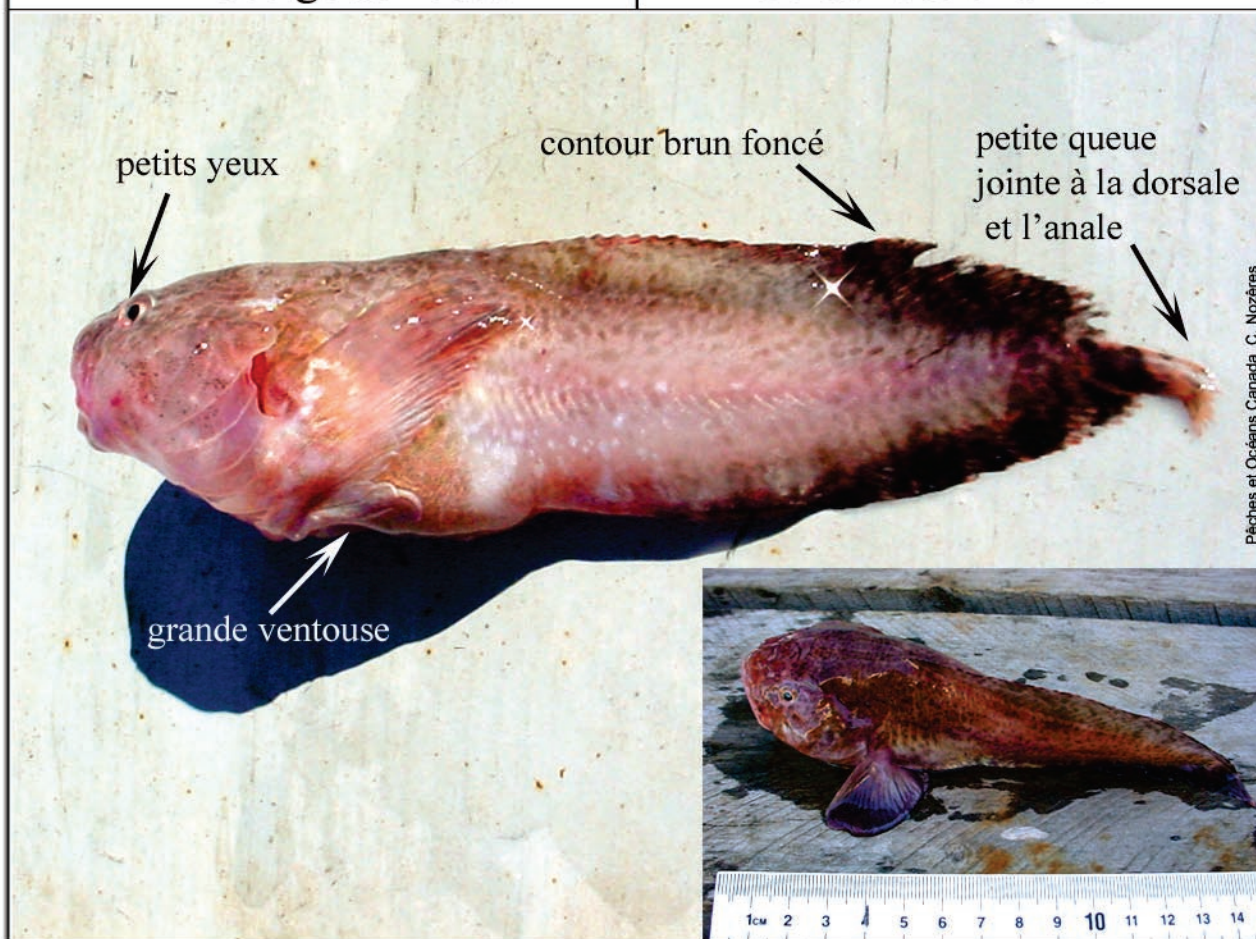 petits yeux
contour brun foncé
petite queue
jointe à la dorsale
et l'anale
grande ventouse
Pêches et Océans Canada, C. Nozères
1CM 2 3 4 5 6 7 8 9 10 11 12 13 14